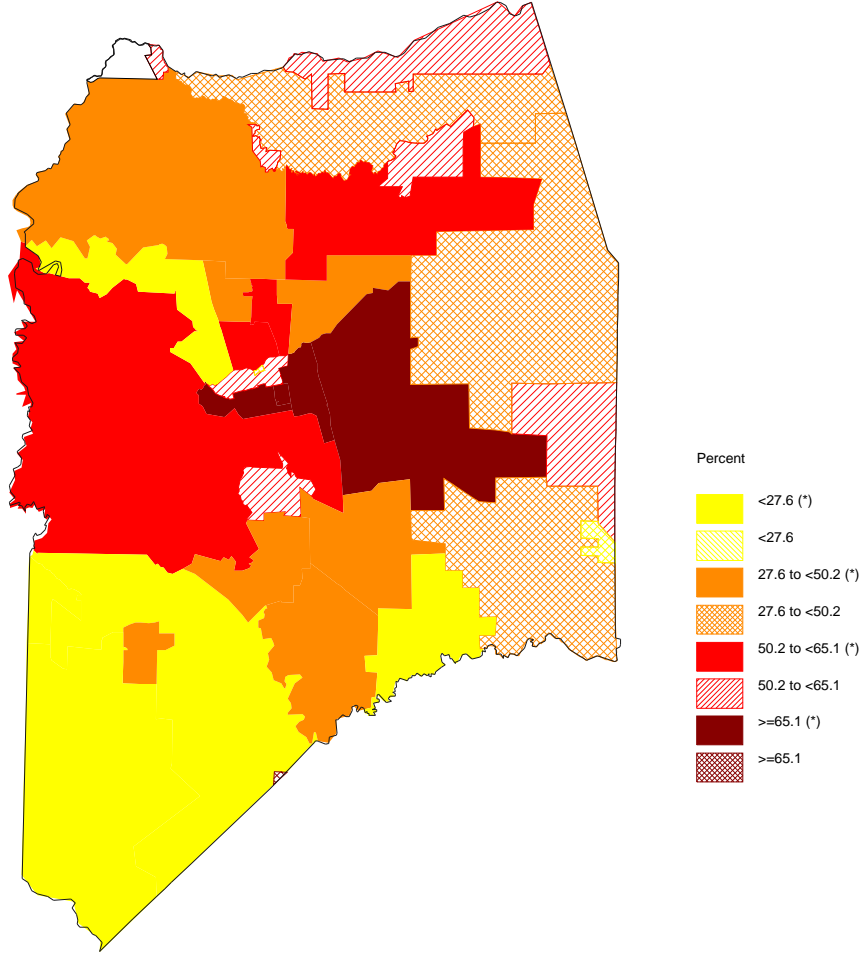 Percent
<27.6 (*)
<27.6
27.6 to <50.2 (*)
27.6 to <50.2
50.2 to <65.1 (*)
50.2 to <65.1
>=65.1 (*)
>=65.1